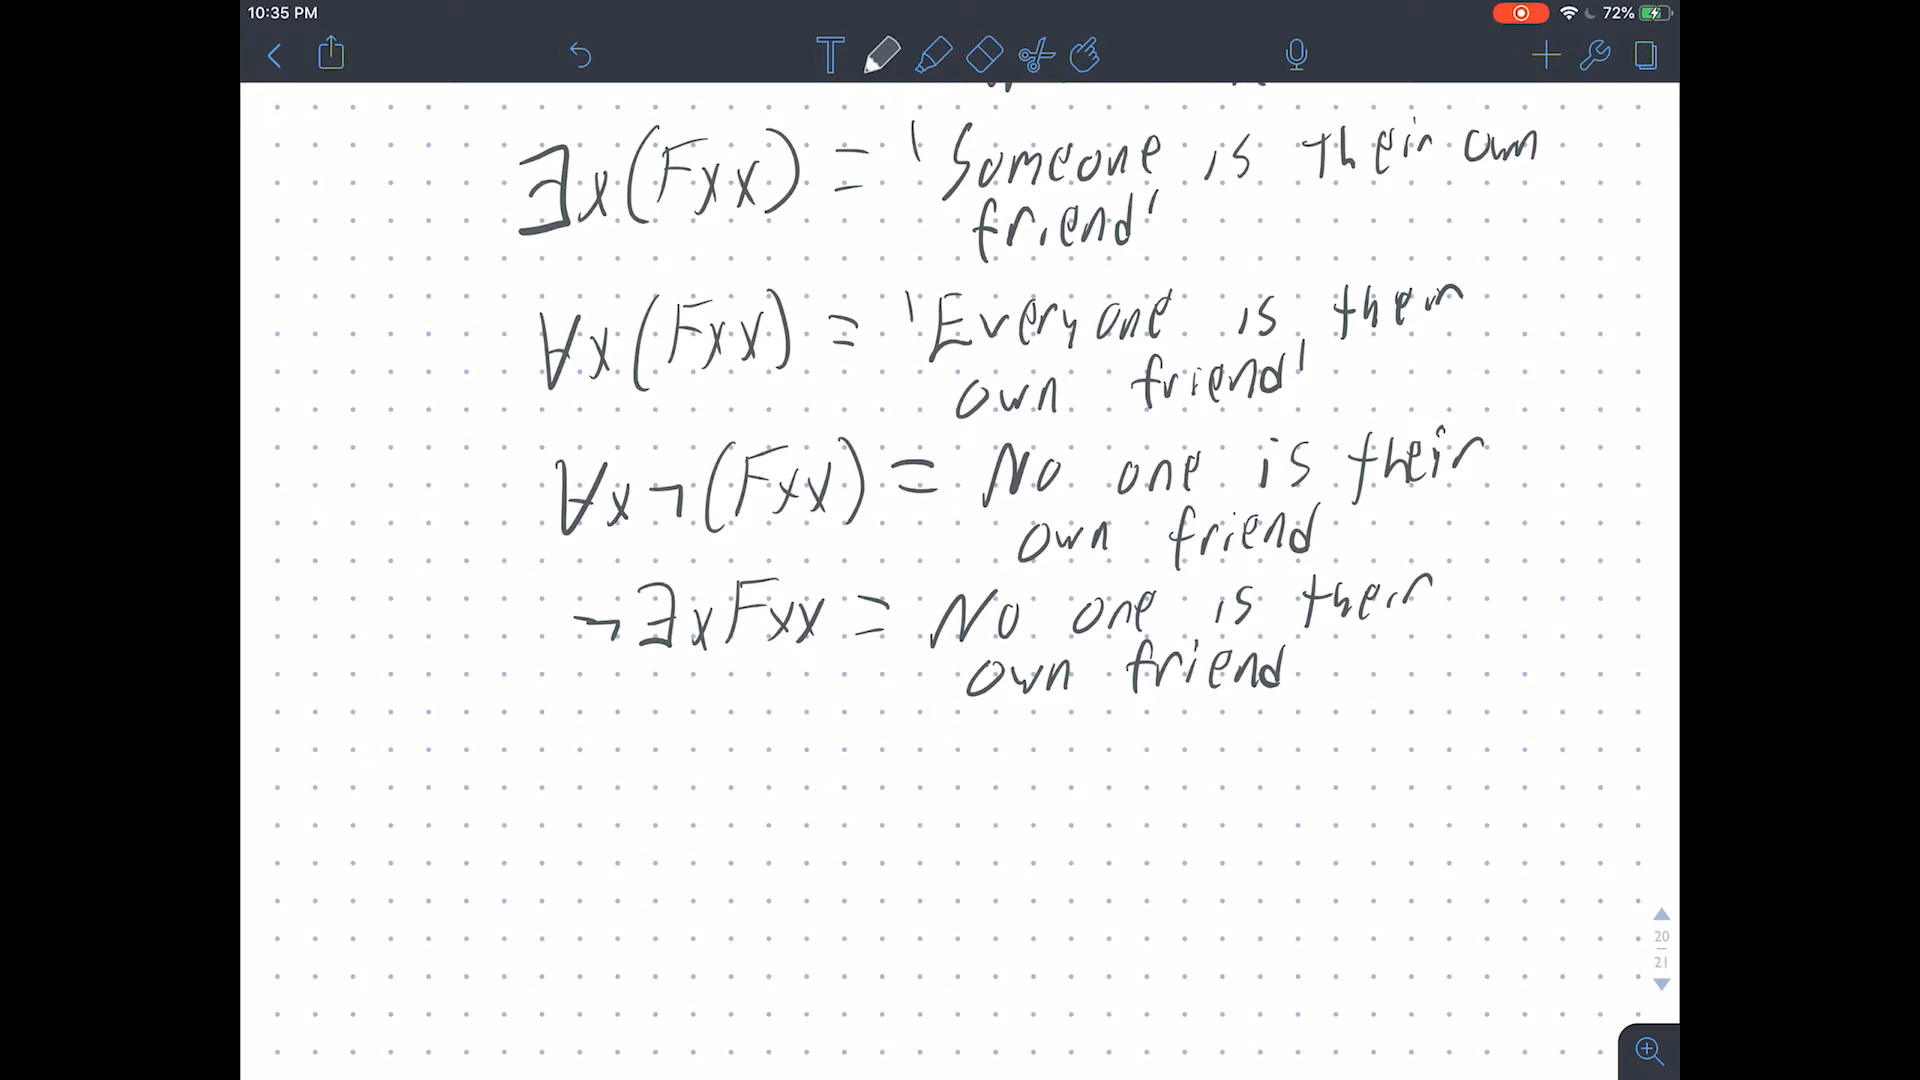 10:35 PM 72%
∃x(Fxx) = 'Someone is their own
friend'
∀x(Fxx) = 'Everyone is their
own friend'
∀x¬(Fxx) = No one is their
own friend
¬∃xFxx = No one is their
own friend
20
21